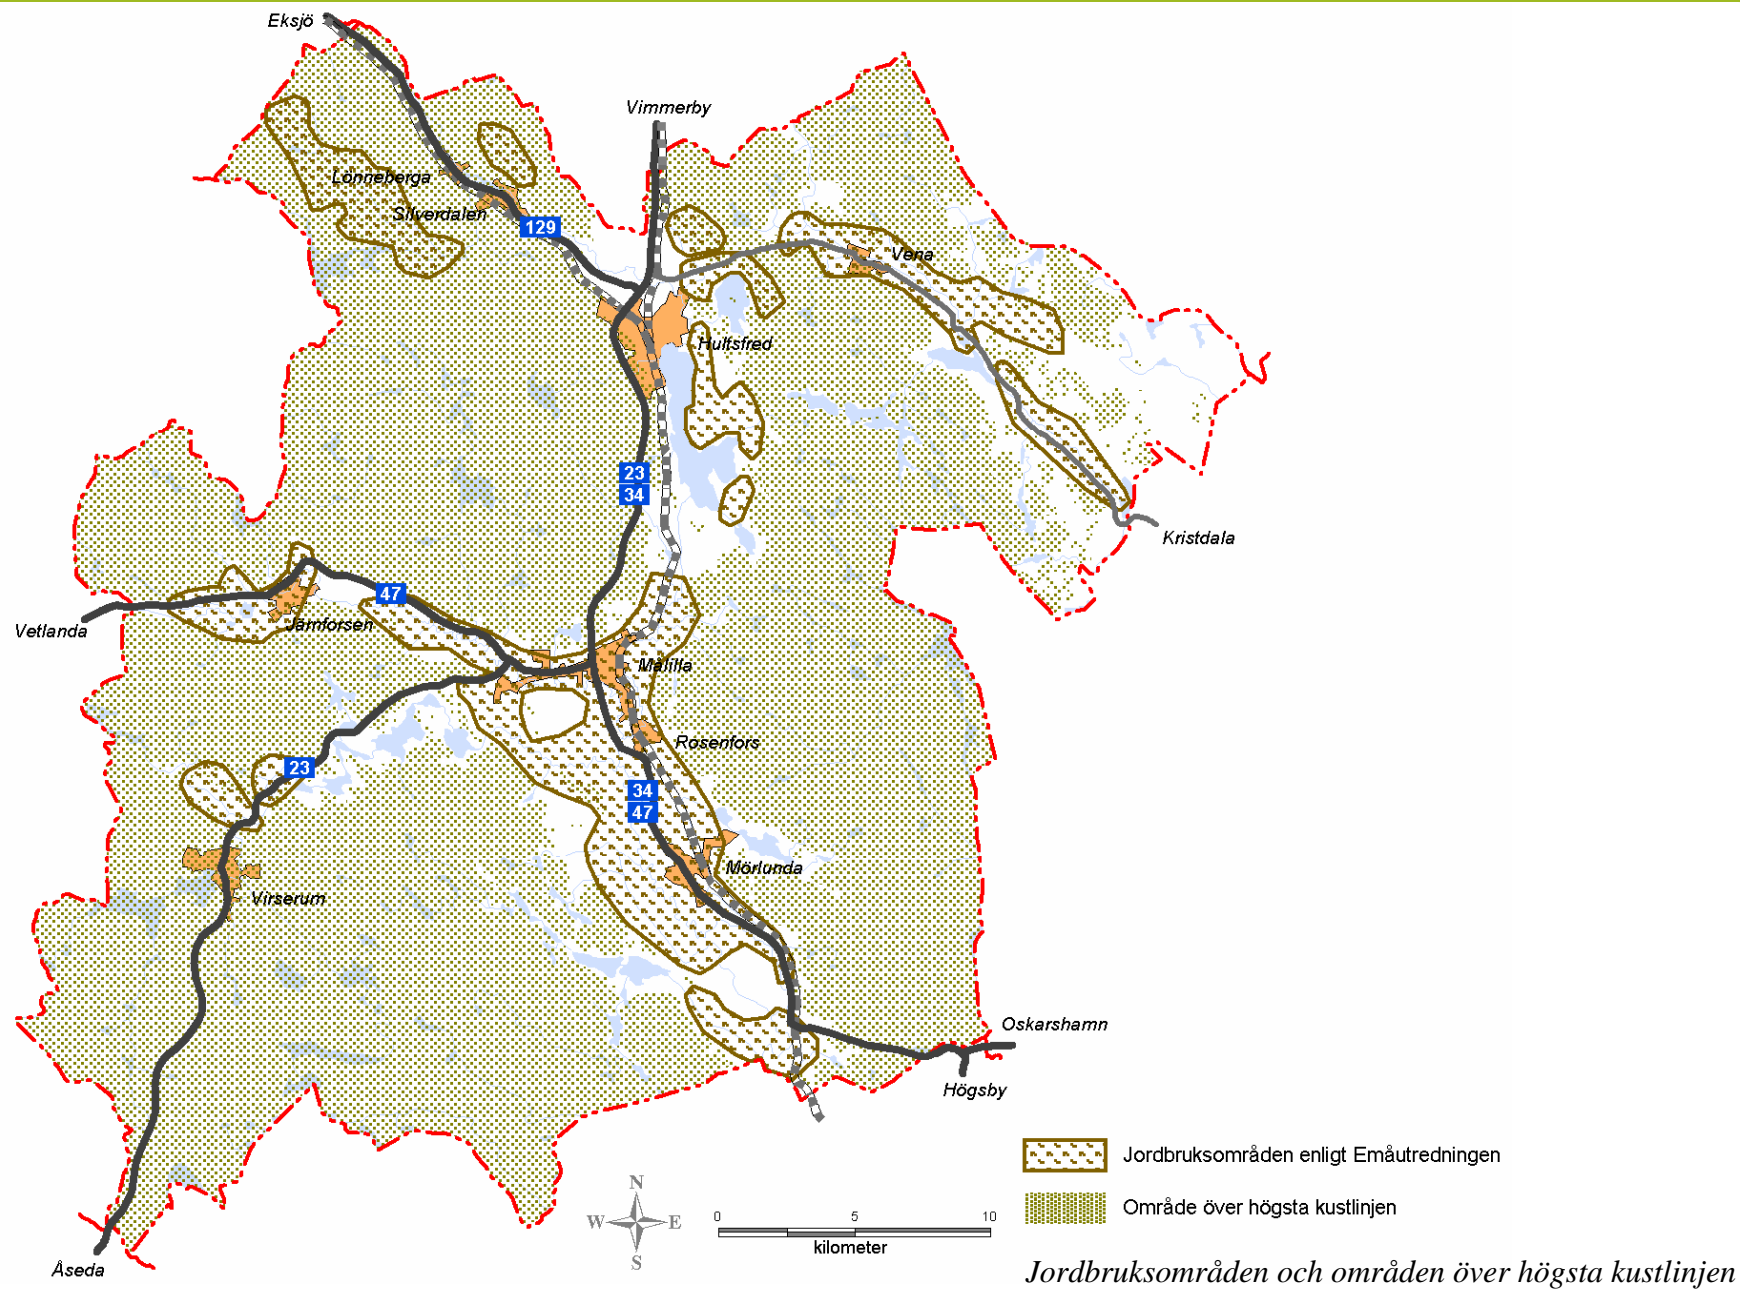 Eksjö
Vimmerby
Lönneberga
Silverdalen
129
Vena
Hultsfred
23
34
Kristdala
47
Vetlanda
Järnforsen
Målilla
Rosenfors
23
34
47
Mörlunda
Virserum
Oskarshamn
Högsby
Åseda
N
W E
S
0 5 10
kilometer
Jordbruksområden enligt Emåutredningen
Område över högsta kustlinjen
Jordbruksområden och områden över högsta kustlinjen